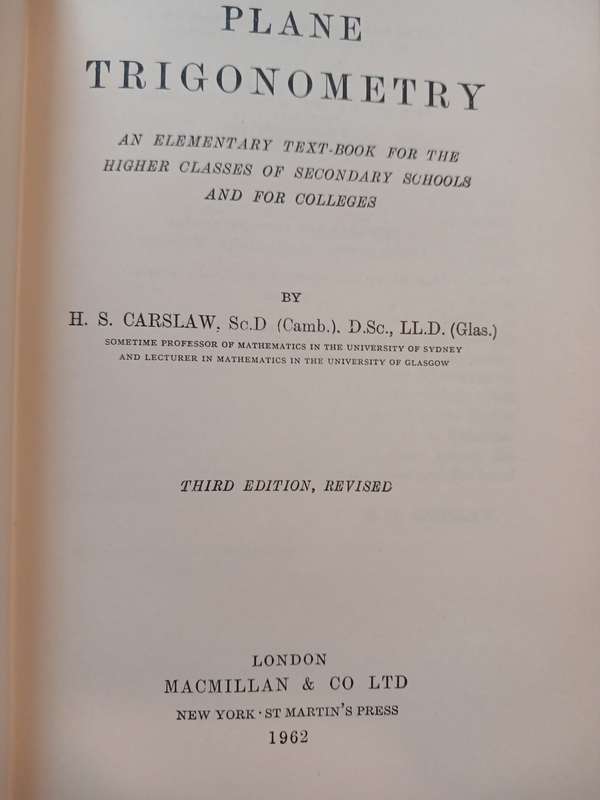 PLANE
TRIGONOMETRY
AN ELEMENTARY TEXT-BOOK FOR THE
HIGHER CLASSES OF SECONDARY SCHOOLS
AND FOR COLLEGES
BY
H. S. CARSLAW, Sc.D (Camb.), D.Sc., LL.D. (Glas.)
SOMETIME PROFESSOR OF MATHEMATICS IN THE UNIVERSITY OF SYDNEY
AND LECTURER IN MATHEMATICS IN THE UNIVERSITY OF GLASGOW
THIRD EDITION, REVISED
LONDON
MACMILLAN & CO LTD
NEW YORK · ST MARTIN'S PRESS
1962